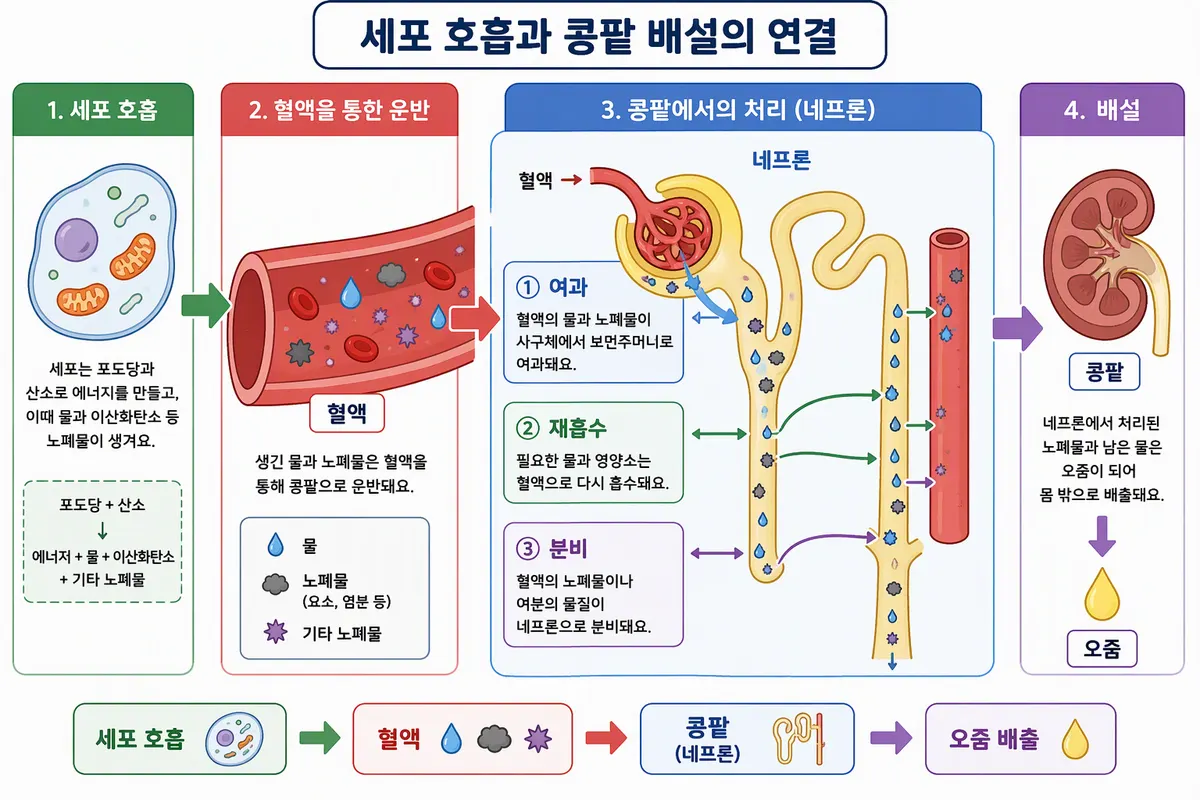 세포 호흡과 콩팥 배설의 연결
1. 세포 호흡
세포는 포도당과
산소로 에너지를 만들고,
이때 물과 이산화탄소 등
노폐물이 생겨요.
포도당 + 산소
↓
에너저 + 물 + 이산화탄소
+ 기타 노폐물
2. 혈액을 통한 운반
혈액
생긴 물과 노폐물은 혈액을
통해 콩팥으로 운반돼요.
물
노폐물
(요소, 염분 등)
기타 노폐물
3. 콩팥에서의 처리 (네프론)
네프론
혈액 →
① 여과
혈액의 물과 노폐물이
사구체에서 보먼주머니로
여과돼요.
② 재흡수
필요한 물과 영양소는
혈액으로 다시 흡수돼요.
③ 분비
혈액의 노폐물이나
여분의 물질이
네프론으로 분비돼요.
4. 배설
콩팥
네프론에서 처리된
노폐물과 남은 물은
오줌이 되어
몸 밖으로 배출돼요.
오줌
세포 호흡
혈액
콩팥
(네프론)
오줌 배출